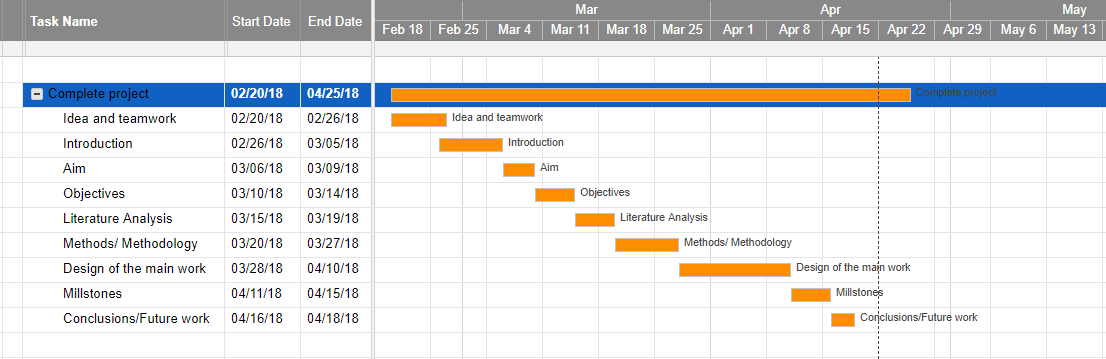 Mar Apr May
Task Name Start Date End Date Feb 18 Feb 25 Mar 4 Mar 11 Mar 18 Mar 25 Apr 1 Apr 8 Apr 15 Apr 22 Apr 29 May 6 May 13
Complete project 02/20/18 04/25/18 Complete project
Idea and teamwork 02/20/18 02/26/18 Idea and teamwork
Introduction 02/26/18 03/05/18 Introduction
Aim 03/06/18 03/09/18 Aim
Objectives 03/10/18 03/14/18 Objectives
Literature Analysis 03/15/18 03/19/18 Literature Analysis
Methods/ Methodology 03/20/18 03/27/18 Methods/ Methodology
Design of the main work 03/28/18 04/10/18 Design of the main work
Millstones 04/11/18 04/15/18 Millstones
Conclusions/Future work 04/16/18 04/18/18 Conclusions/Future work